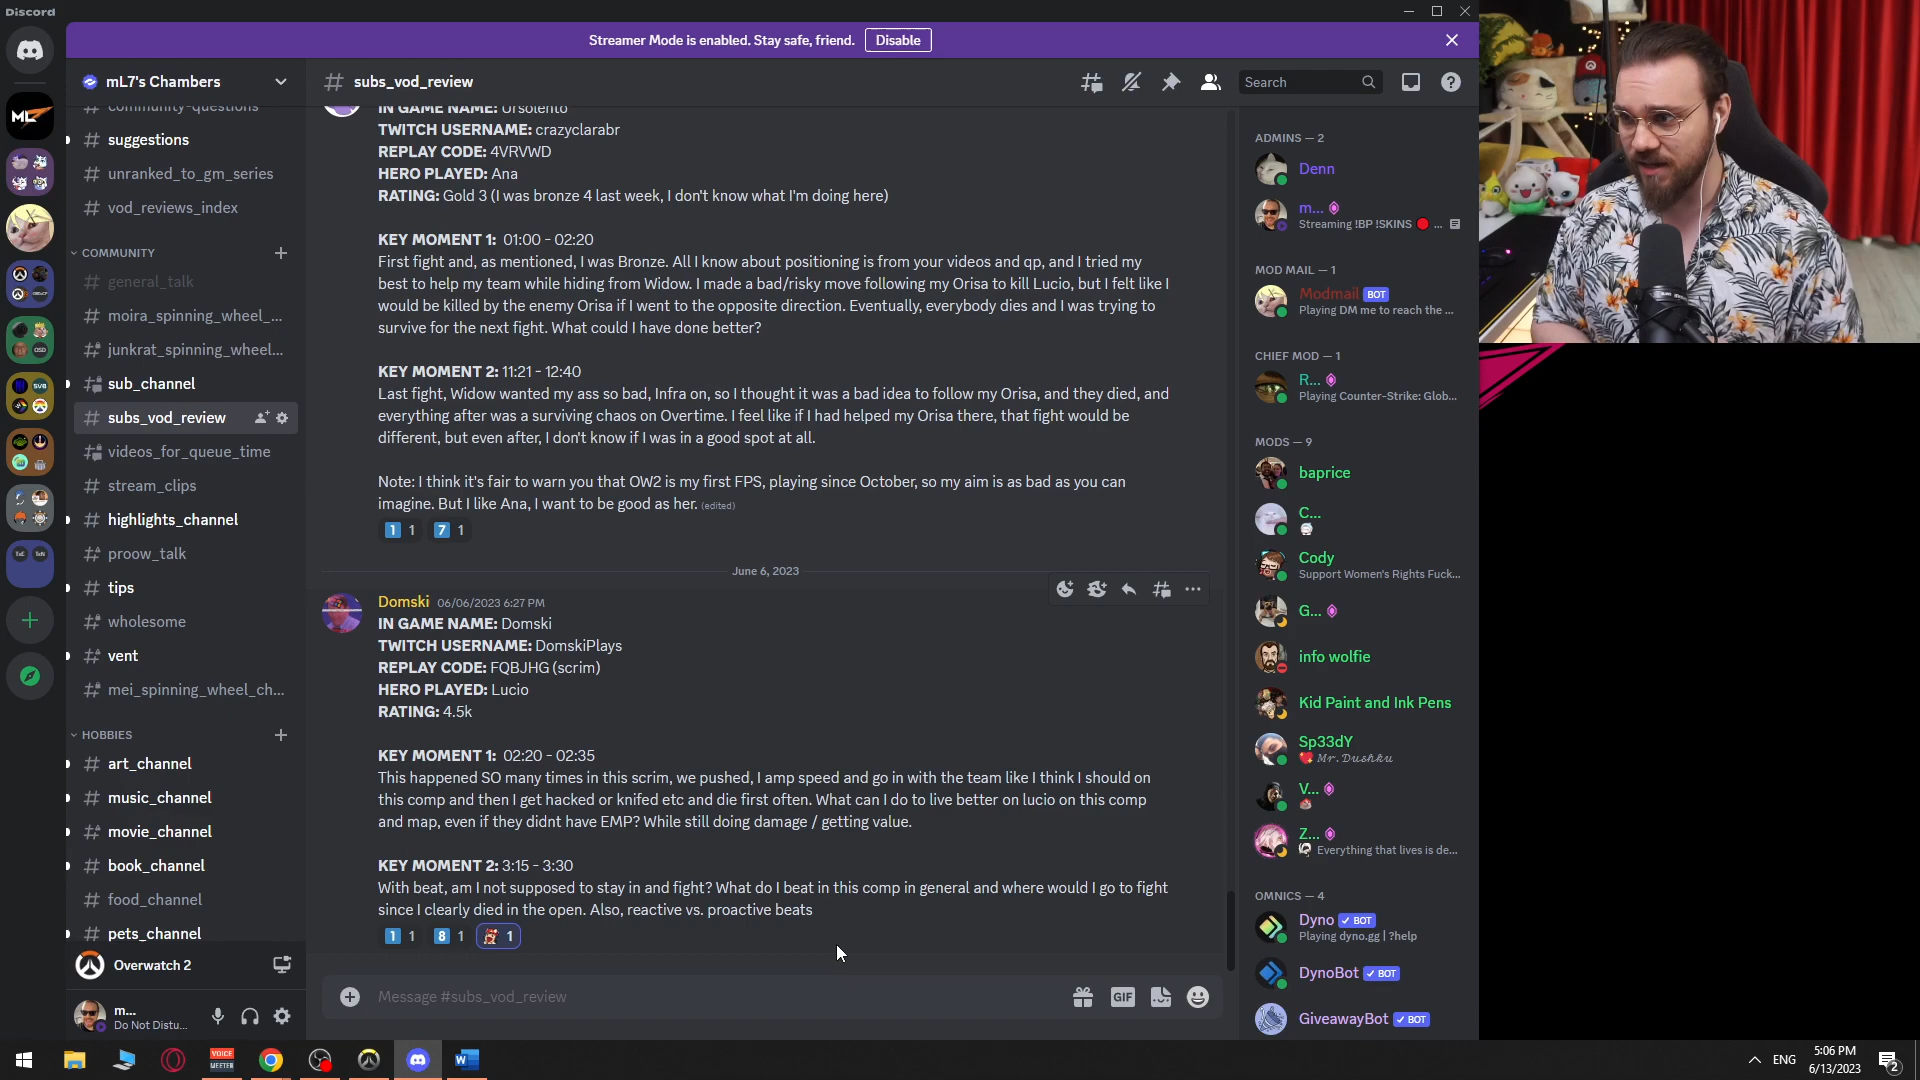 Discord
Streamer Mode is enabled. Stay safe, friend. Disable
mL7's Chambers
subs_vod_review
Search
community-questions
suggestions
unranked_to_gm_series
vod_reviews_index
COMMUNITY
general_talk
moira_spinning_wheel_...
junkrat_spinning_wheel...
sub_channel
subs_vod_review
videos_for_queue_time
stream_clips
highlights_channel
proow_talk
tips
wholesome
vent
mei_spinning_wheel_ch...
HOBBIES
art_channel
music_channel
movie_channel
book_channel
food_channel
pets_channel
Overwatch 2
m...
Do Not Distu...
IN GAME NAME: Ursolento
TWITCH USERNAME: crazyclarabr
REPLAY CODE: 4VRVWD
HERO PLAYED: Ana
RATING: Gold 3 (I was bronze 4 last week, I don't know what I'm doing here)
KEY MOMENT 1: 01:00 - 02:20
First fight and, as mentioned, I was Bronze. All I know about positioning is from your videos and qp, and I tried my
best to help my team while hiding from Widow. I made a bad/risky move following my Orisa to kill Lucio, but I felt like I
would be killed by the enemy Orisa if I went to the opposite direction. Eventually, everybody dies and I was trying to
survive for the next fight. What could I have done better?
KEY MOMENT 2: 11:21 - 12:40
Last fight, Widow wanted my ass so bad, Infra on, so I thought it was a bad idea to follow my Orisa, and they died, and
everything after was a surviving chaos on Overtime. I feel like if I had helped my Orisa there, that fight would be
different, but even after, I don't know if I was in a good spot at all.
Note: I think it's fair to warn you that OW2 is my first FPS, playing since October, so my aim is as bad as you can
imagine. But I like Ana, I want to be good as her. (edited)
1 1 7 1
June 6, 2023
Domski 06/06/2023 6:27 PM
IN GAME NAME: Domski
TWITCH USERNAME: DomskiPlays
REPLAY CODE: FQBJHG (scrim)
HERO PLAYED: Lucio
RATING: 4.5k
KEY MOMENT 1: 02:20 - 02:35
This happened SO many times in this scrim, we pushed, I amp speed and go in with the team like I think I should on
this comp and then I get hacked or knifed etc and die first often. What can I do to live better on lucio on this comp
and map, even if they didnt have EMP? While still doing damage / getting value.
KEY MOMENT 2: 3:15 - 3:30
With beat, am I not supposed to stay in and fight? What do I beat in this comp in general and where would I go to fight
since I clearly died in the open. Also, reactive vs. proactive beats
1 1 8 1 1
Message #subs_vod_review
GIF
ADMINS — 2
Denn
m...
Streaming !BP !SKINS ...
MOD MAIL — 1
Modmail BOT
Playing DM me to reach the ...
CHIEF MOD — 1
R...
Playing Counter-Strike: Glob...
MODS — 9
baprice
C...
Cody
Support Women's Rights Fuck...
G...
info wolfie
Kid Paint and Ink Pens
Sp33dY
Mr. Dushku
V...
Z...
Everything that lives is de...
OMNICS — 4
Dyno BOT
Playing dyno.gg | ?help
DynoBot BOT
GiveawayBot BOT
VOICE
MEETER
ENG
5:06 PM
6/13/2023
2